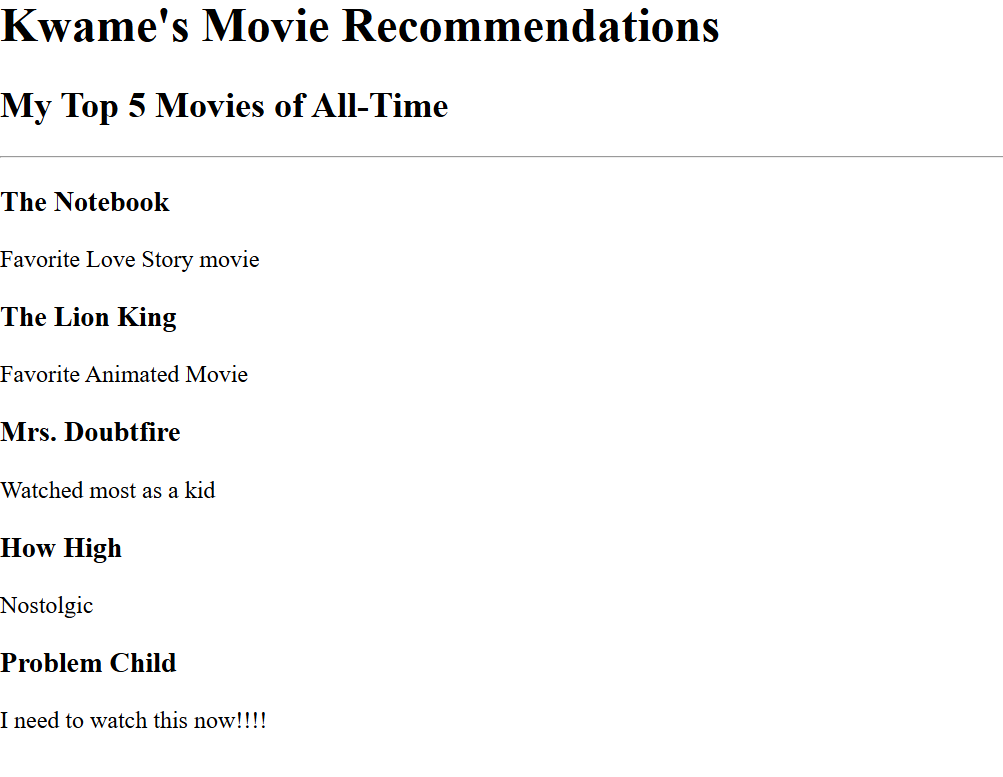 Kwame's Movie Recommendations
My Top 5 Movies of All-Time
The Notebook
Favorite Love Story movie
The Lion King
Favorite Animated Movie
Mrs. Doubtfire
Watched most as a kid
How High
Nostolgic
Problem Child
I need to watch this now!!!!